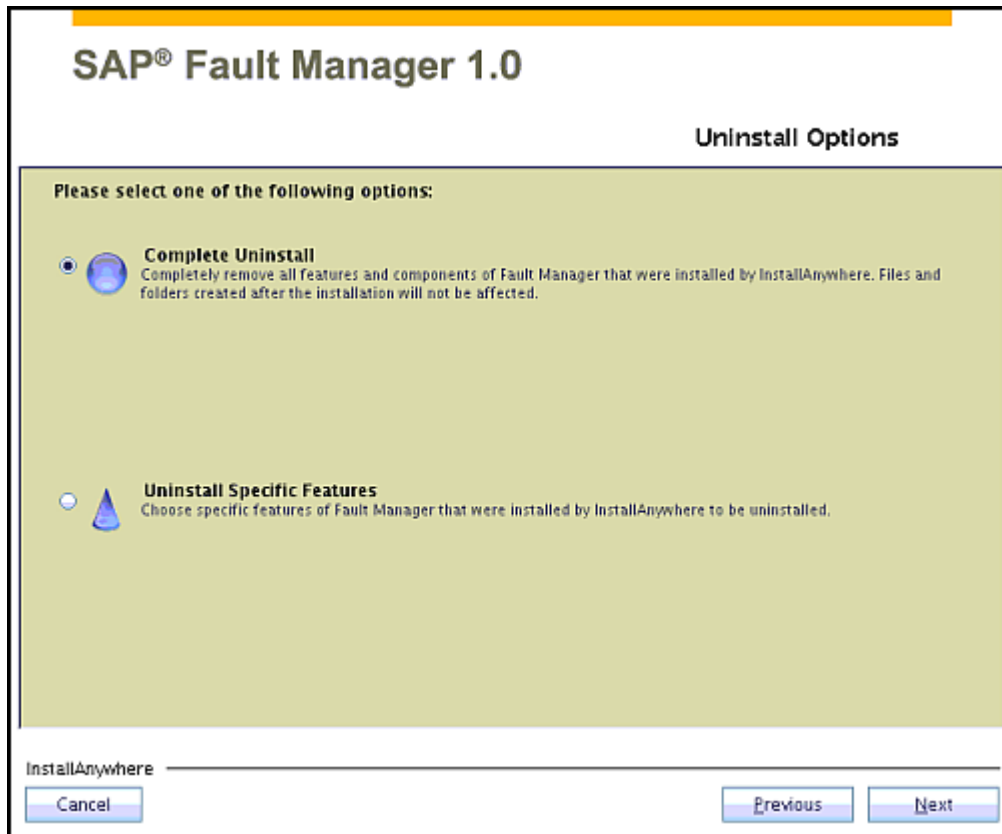 SAP® Fault Manager 1.0
Uninstall Options
Please select one of the following options:
Complete Uninstall
Completely remove all features and components of Fault Manager that were installed by InstallAnywhere. Files and
folders created after the installation will not be affected.
Uninstall Specific Features
Choose specific features of Fault Manager that were installed by InstallAnywhere to be uninstalled.
InstallAnywhere
Cancel
Previous
Next